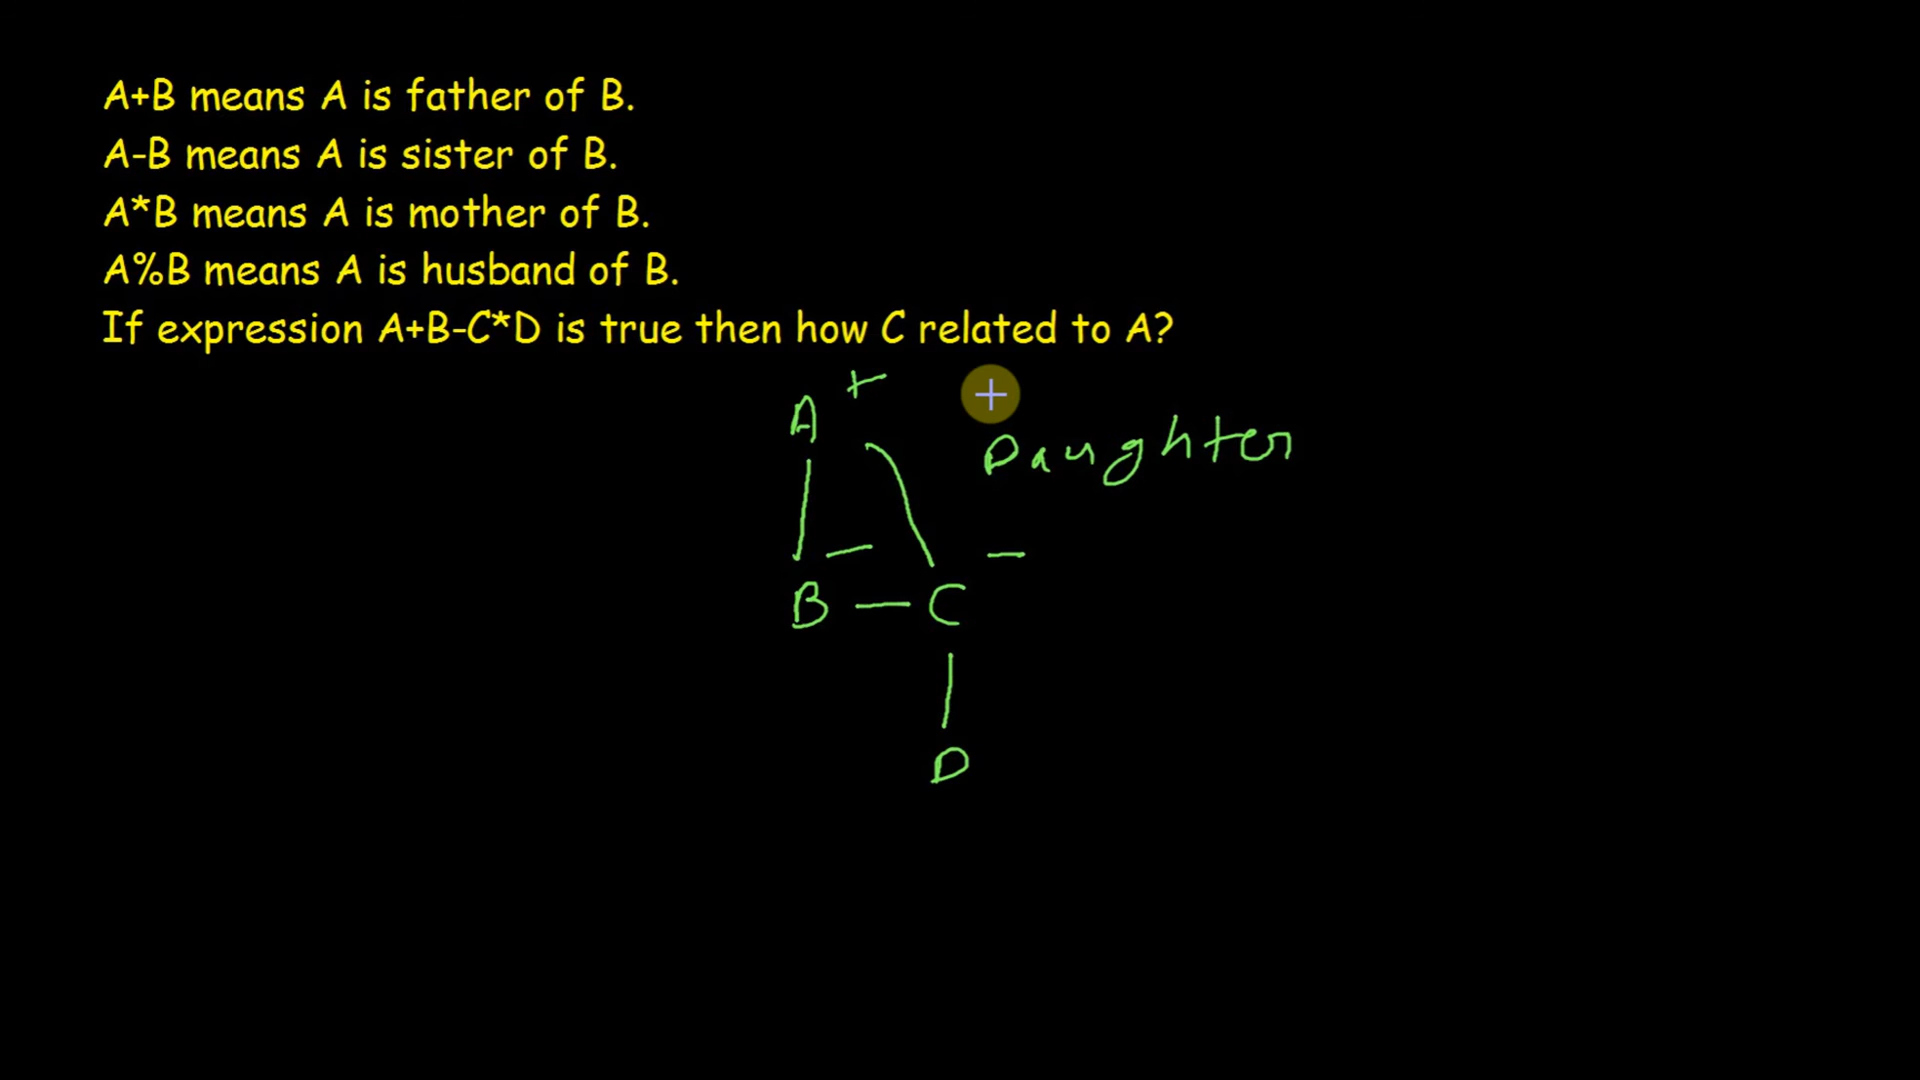 A+B means A is father of B.
A-B means A is sister of B.
A*B means A is mother of B.
A%B means A is husband of B.
If expression A+B-C*D is true then how C related to A?
A +
Daughter
– –
B – C
D